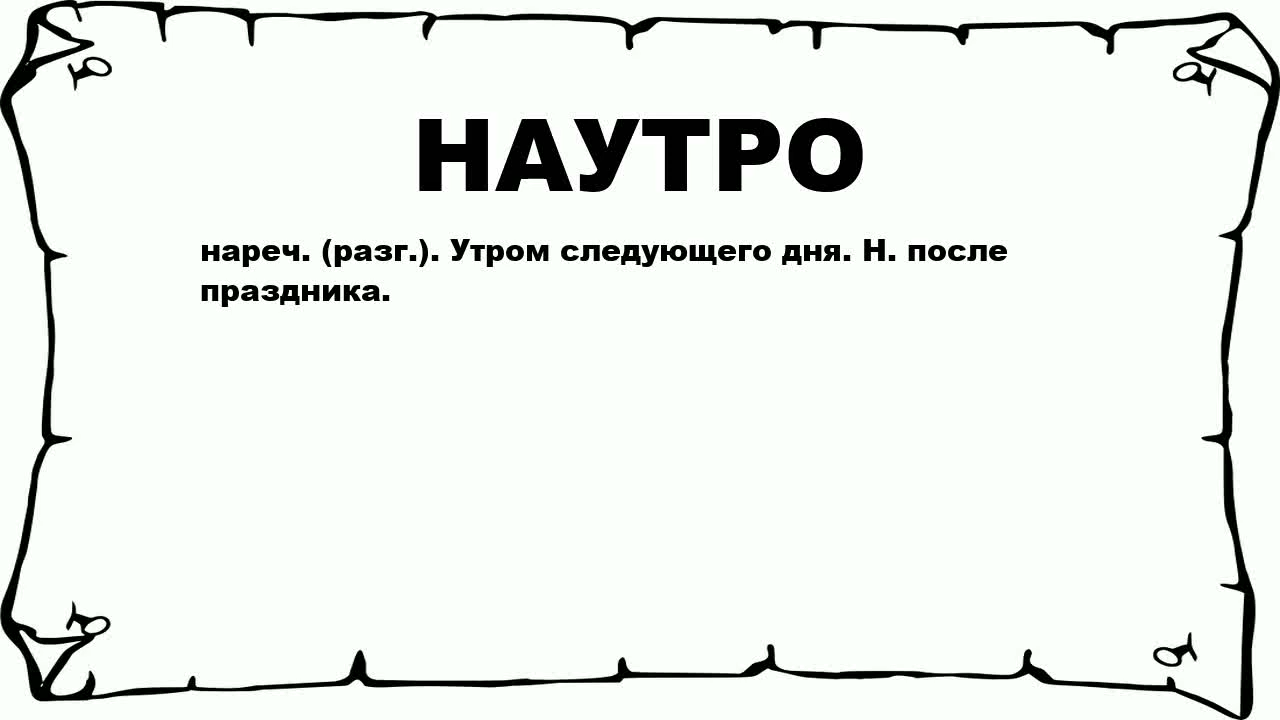 НАУТРО
нареч. (разг.). Утром следующего дня. Н. после
праздника.